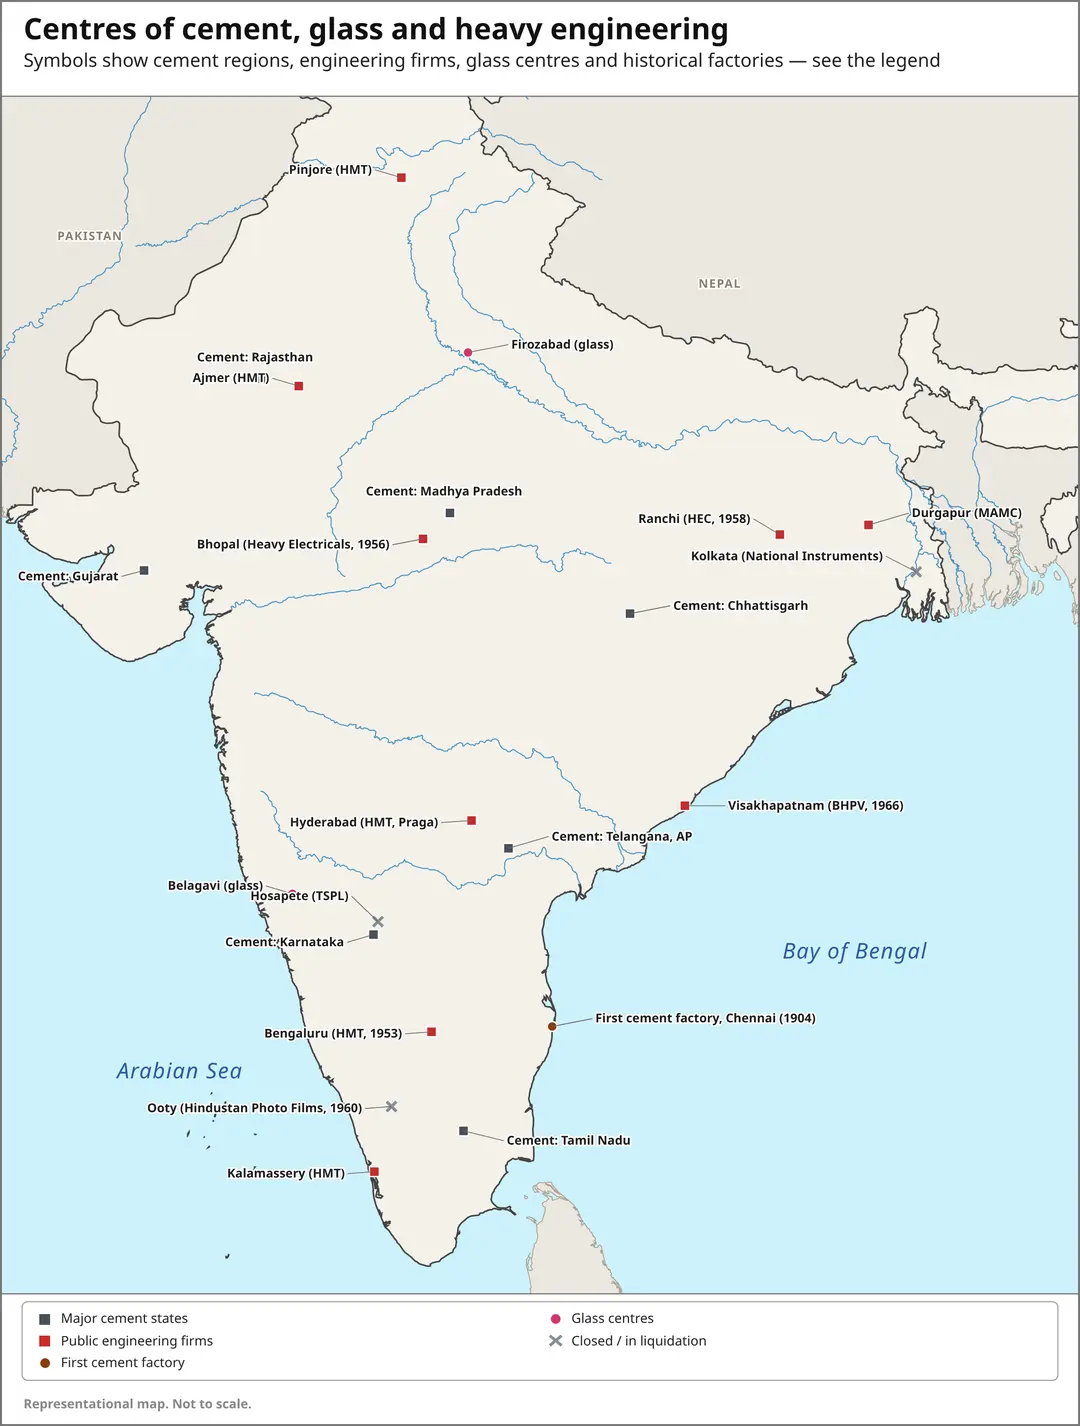 Centres of cement, glass and heavy engineering
Symbols show cement regions, engineering firms, glass centres and historical factories — see the legend
Pinjore (HMT)
PAKISTAN
NEPAL
Firozabad (glass)
Cement: Rajasthan
Ajmer (HMT)
Cement: Madhya Pradesh
Durgapur (MAMC)
Ranchi (HEC, 1958)
Bhopal (Heavy Electricals, 1956)
Kolkata (National Instruments)
Cement: Gujarat
Cement: Chhattisgarh
Visakhapatnam (BHPV, 1966)
Hyderabad (HMT, Praga)
Cement: Telangana, AP
Belagavi (glass)
Hosapete (TSPL)
Cement: Karnataka
Bay of Bengal
First cement factory, Chennai (1904)
Bengaluru (HMT, 1953)
Arabian Sea
Ooty (Hindustan Photo Films, 1960)
Cement: Tamil Nadu
Kalamassery (HMT)
Major cement states
Public engineering firms
First cement factory
Glass centres
Closed / in liquidation
Representational map. Not to scale.